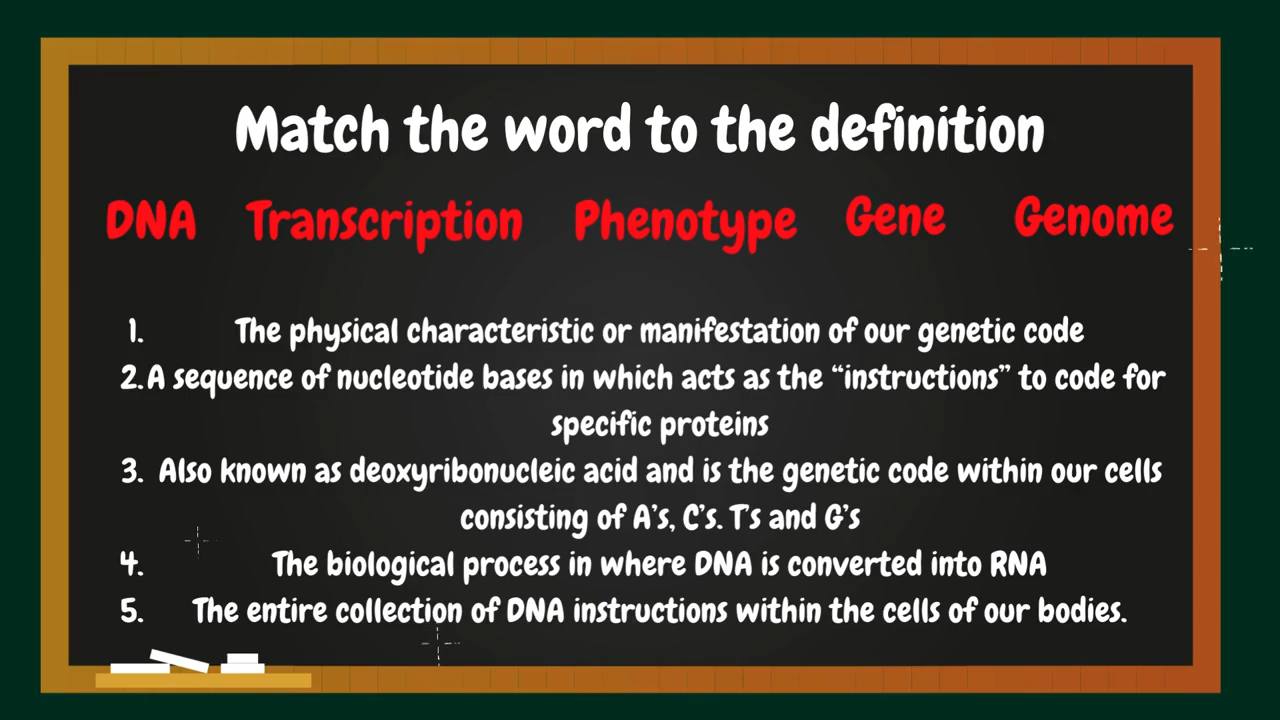 Match the word to the definition
DNA Transcription Phenotype Gene Genome
1. The physical characteristic or manifestation of our genetic code
2. A sequence of nucleotide bases in which acts as the “instructions” to code for
specific proteins
3. Also known as deoxyribonucleic acid and is the genetic code within our cells
consisting of A’s, C’s. T’s and G’s
4. The biological process in where DNA is converted into RNA
5. The entire collection of DNA instructions within the cells of our bodies.